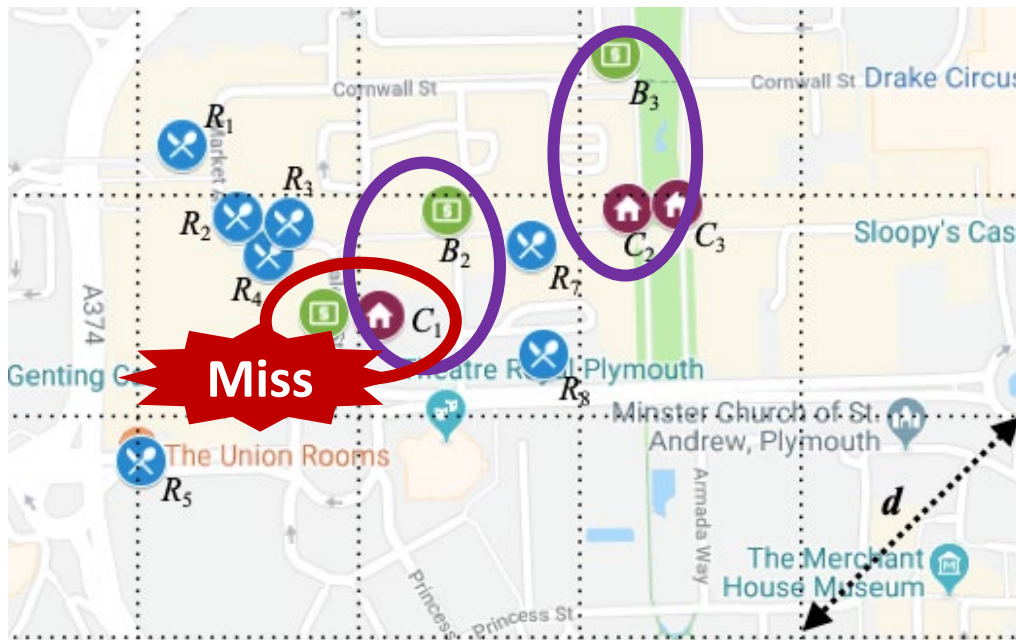 Cornwall St
Cornwall St
Drake Circus
B3
R1
Market A
R3
R2
B2
C2
C3
Sloopy's Cas
R4
R7
A374
C1
Miss
Genting
Theatre Royal Plymouth
R8
Minster Church of St.
Andrew, Plymouth
The Union Rooms
R5
d
Armada Way
The Merchant
House Museum
Princess
Princess St